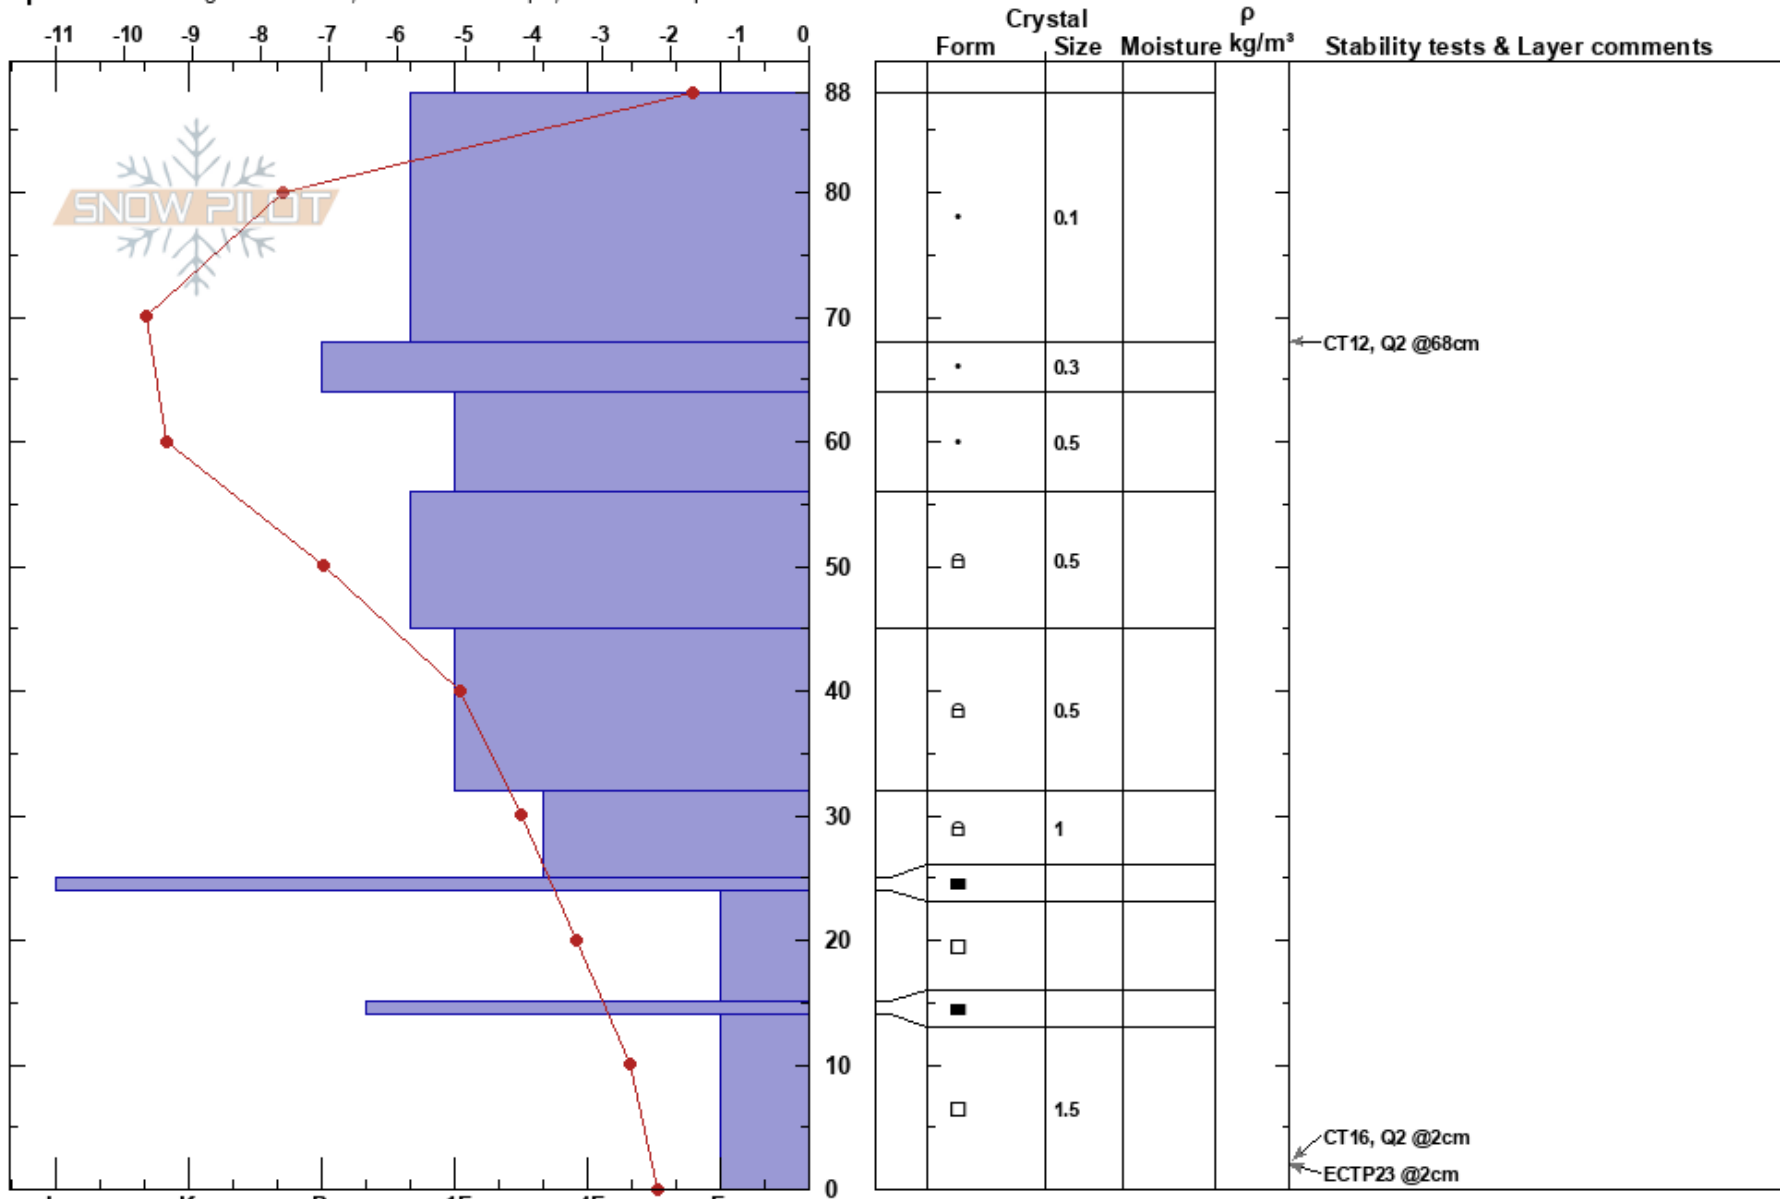 Crystal ρ
-11 -10 -9 -8 -7 -6 -5 -4 -3 -2 -1 0 Form Size Moisture kg/m³ Stability tests & Layer comments
88
SNOW PILOT
80
0.1
70
CT12, Q2 @68cm
0.3
60
0.5
50
0.5
40
0.5
30
1
20
10
1.5
CT16, Q2 @2cm
ECTP23 @2cm
0